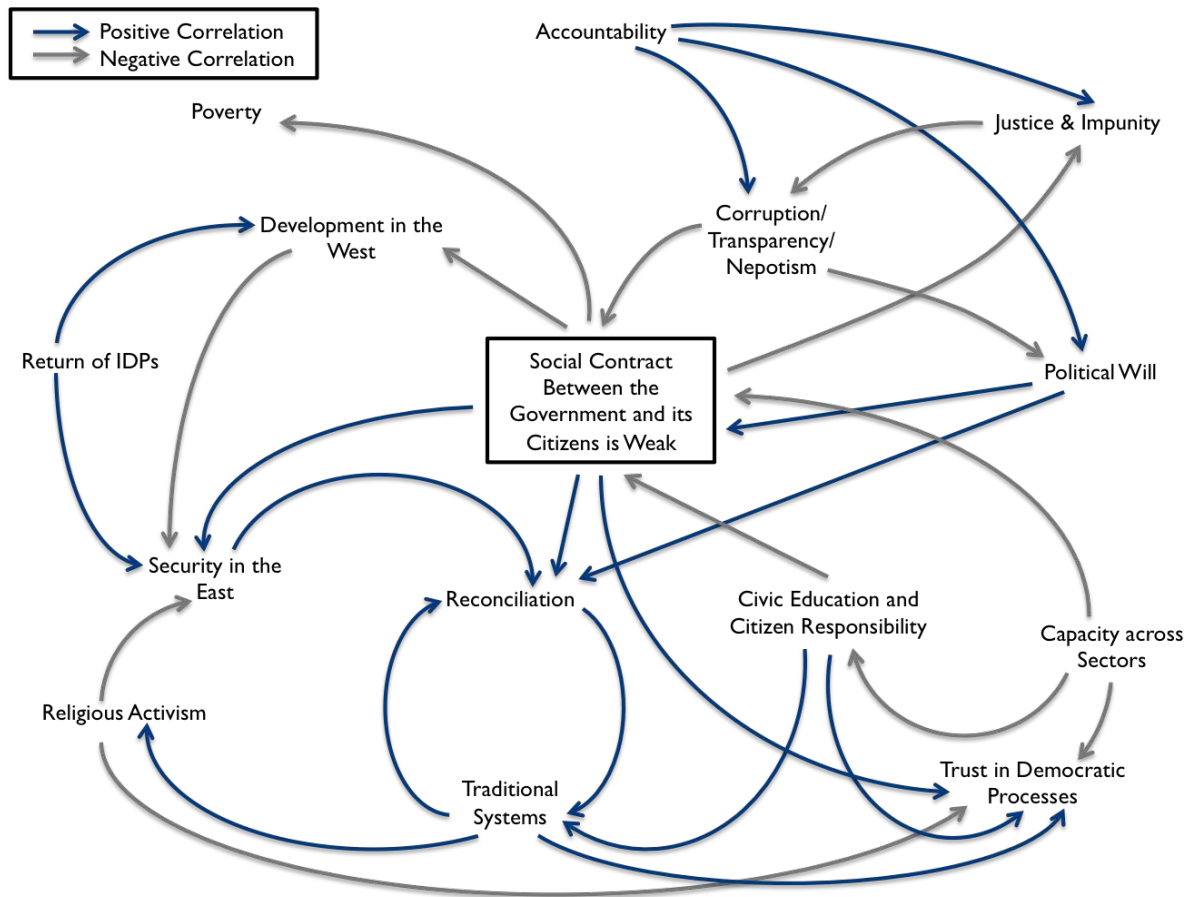 Positive Correlation
Negative Correlation
Accountability
Poverty
Justice & Impunity
Development in the
West
Corruption/
Transparency/
Nepotism
Return of IDPs
Social Contract
Between the
Government and its
Citizens is Weak
Political Will
Security in the
East
Reconciliation
Civic Education and
Citizen Responsibility
Capacity across
Sectors
Religious Activism
Traditional
Systems
Trust in Democratic
Processes